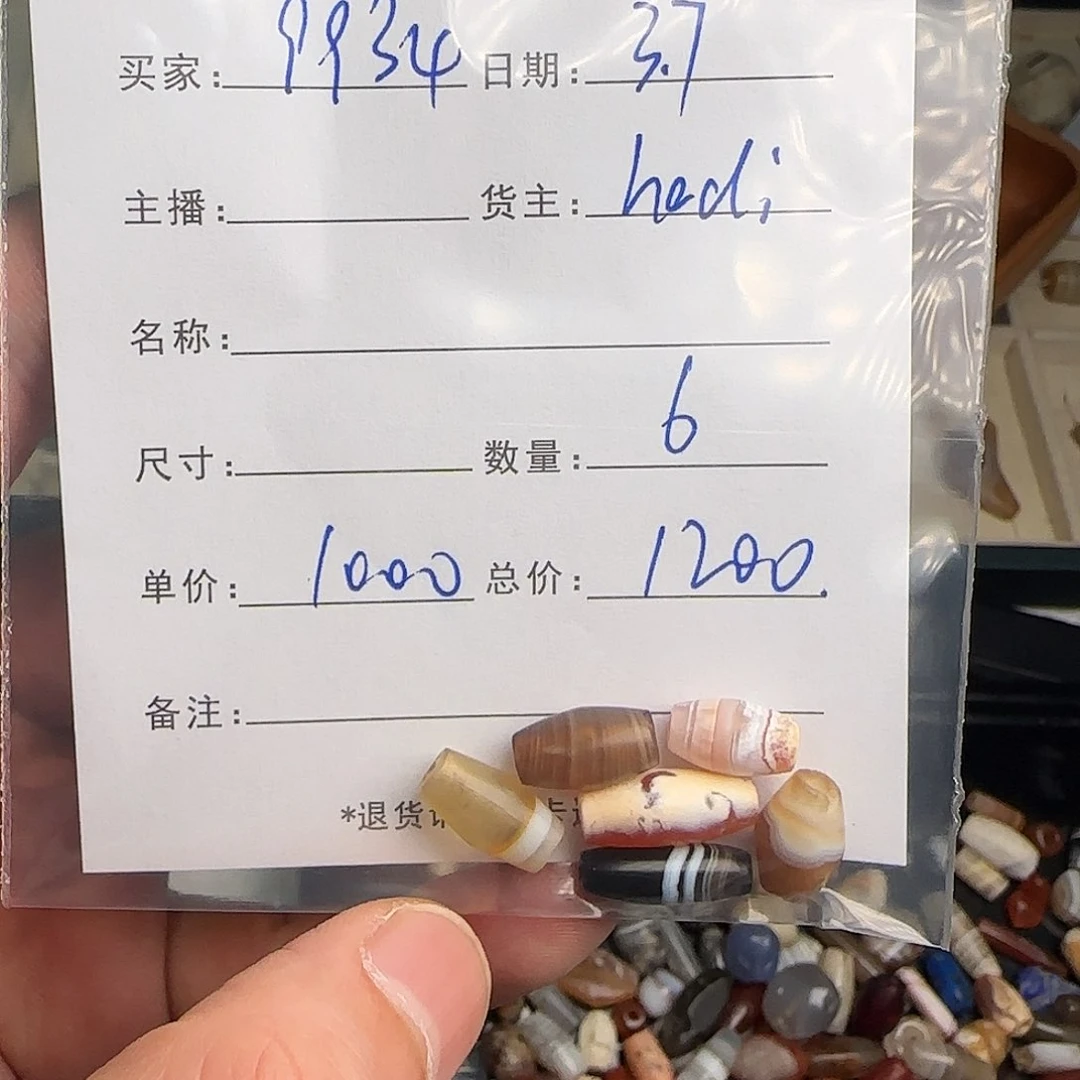 买家: 9934 日期: 3.7
主播: 货主: hadi
名称:
尺寸: 数量: 6
单价: 1000 总价: 1200.
备注:
*退货